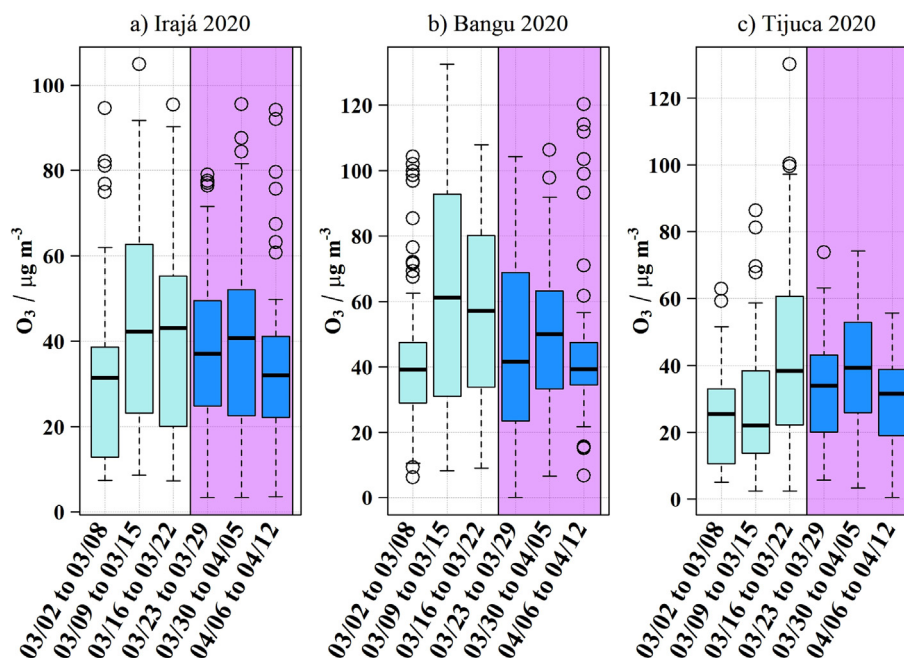 a) Irajá 2020
b) Bangu 2020
c) Tijuca 2020
O₃ / µg m⁻³
100
80
60
40
20
0
03/02 to 03/08
03/09 to 03/15
03/16 to 03/22
03/23 to 03/29
03/30 to 04/05
04/06 to 04/12
O₃ / µg m⁻³
120
100
80
60
40
20
0
03/02 to 03/08
03/09 to 03/15
03/16 to 03/22
03/23 to 03/29
03/30 to 04/05
04/06 to 04/12
O₃ / µg m⁻³
120
100
80
60
40
20
0
03/02 to 03/08
03/09 to 03/15
03/16 to 03/22
03/23 to 03/29
03/30 to 04/05
04/06 to 04/12